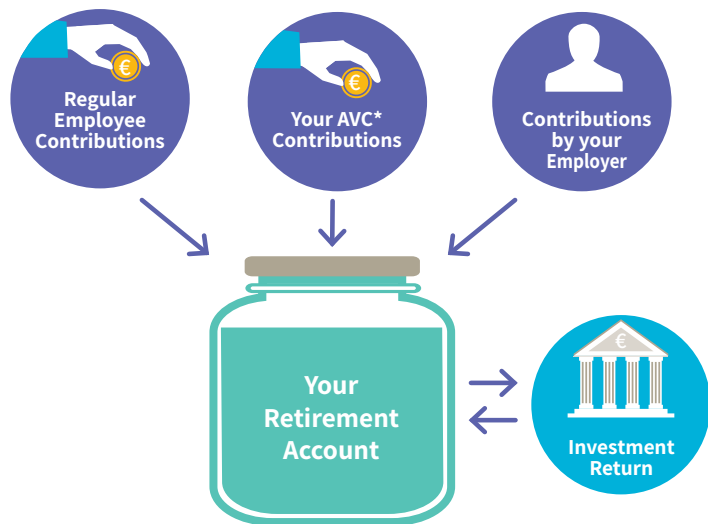 €
Regular
Employee
Contributions
€
Your AVC*
Contributions
Contributions
by your
Employer
Your
Retirement
Account
€
Investment
Return